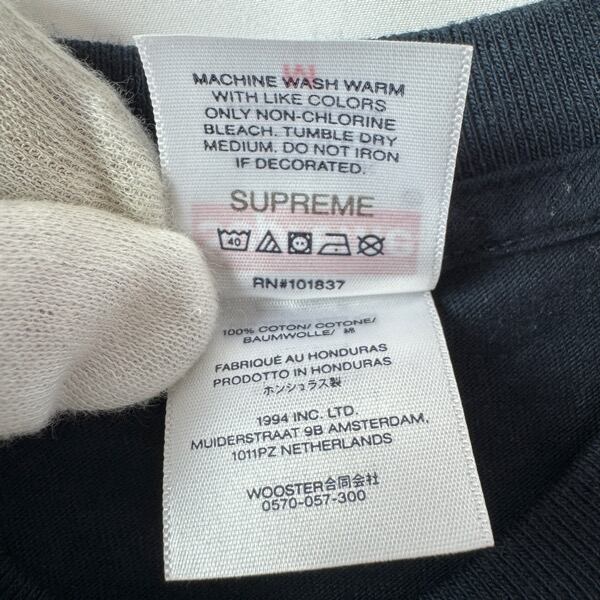 MACHINE WASH WARM
WITH LIKE COLORS
ONLY NON-CHLORINE
BLEACH. TUMBLE DRY
MEDIUM. DO NOT IRON
IF DECORATED.
SUPREME
40
RN#101837
100% COTON/ COTONE/
BAUMWOLLE/ 綿
FABRIQUÉ AU HONDURAS
PRODOTTO IN HONDURAS
ホンジュラス製
1994 INC. LTD.
MUIDERSTRAAT 9B AMSTERDAM,
1011PZ NETHERLANDS
WOOSTER合同会社
0570-057-300